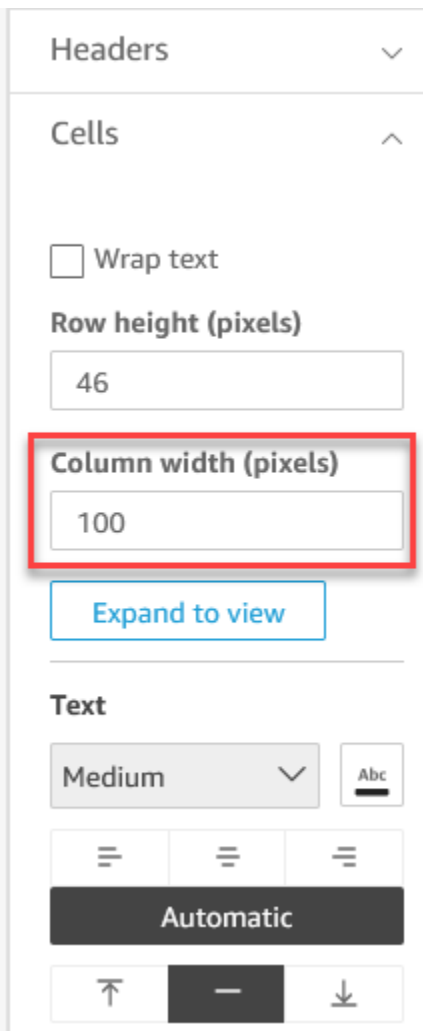 Headers
Cells
Wrap text
Row height (pixels)
46
Column width (pixels)
100
Expand to view
Text
Medium
Abc
Automatic